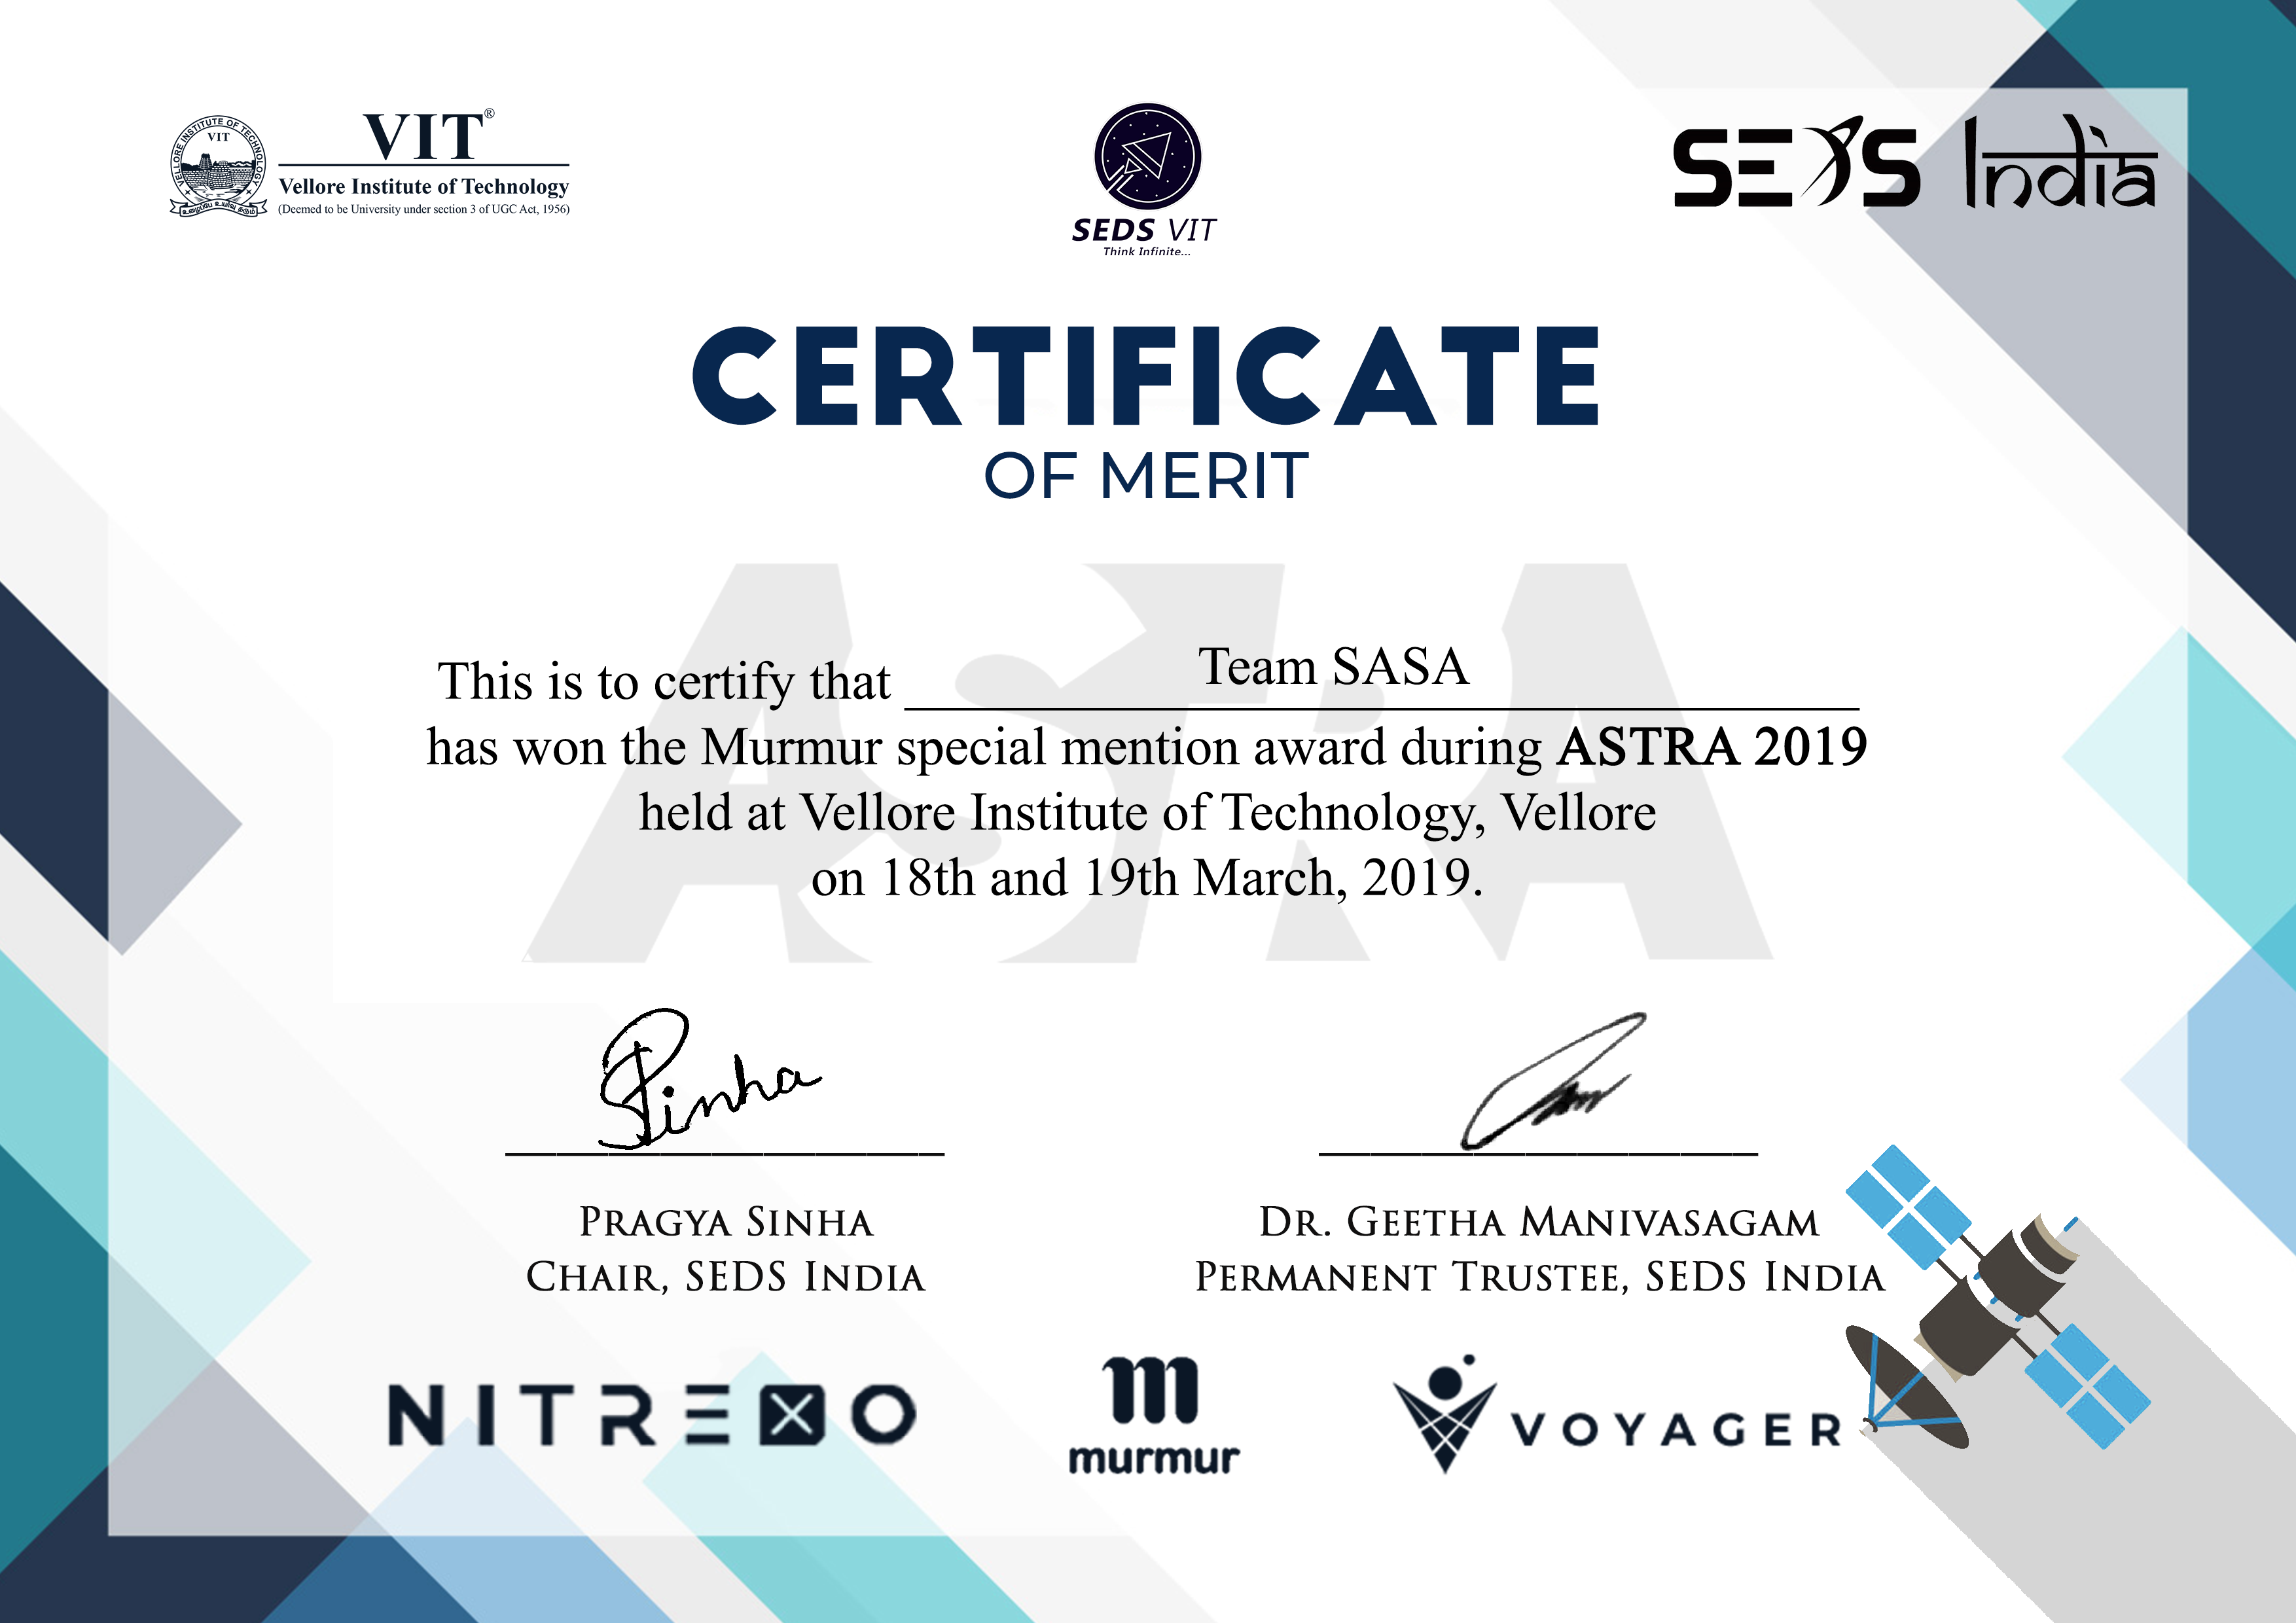 VELLORE INSTITUTE OF TECHNOLOGY
VIT
VIT®
Vellore Institute of Technology
(Deemed to be University under section 3 of UGC Act, 1956)
SEDS VIT
Think Infinite...
SEDS India
CERTIFICATE
OF MERIT
ASTRA
This is to certify that Team SASA
has won the Murmur special mention award during ASTRA 2019
held at Vellore Institute of Technology, Vellore
on 18th and 19th March, 2019.
Sinha
PRAGYA SINHA
CHAIR, SEDS INDIA
DR. GEETHA MANIVASAGAM
PERMANENT TRUSTEE, SEDS INDIA
NITREXO
m
murmur
VOYAGER